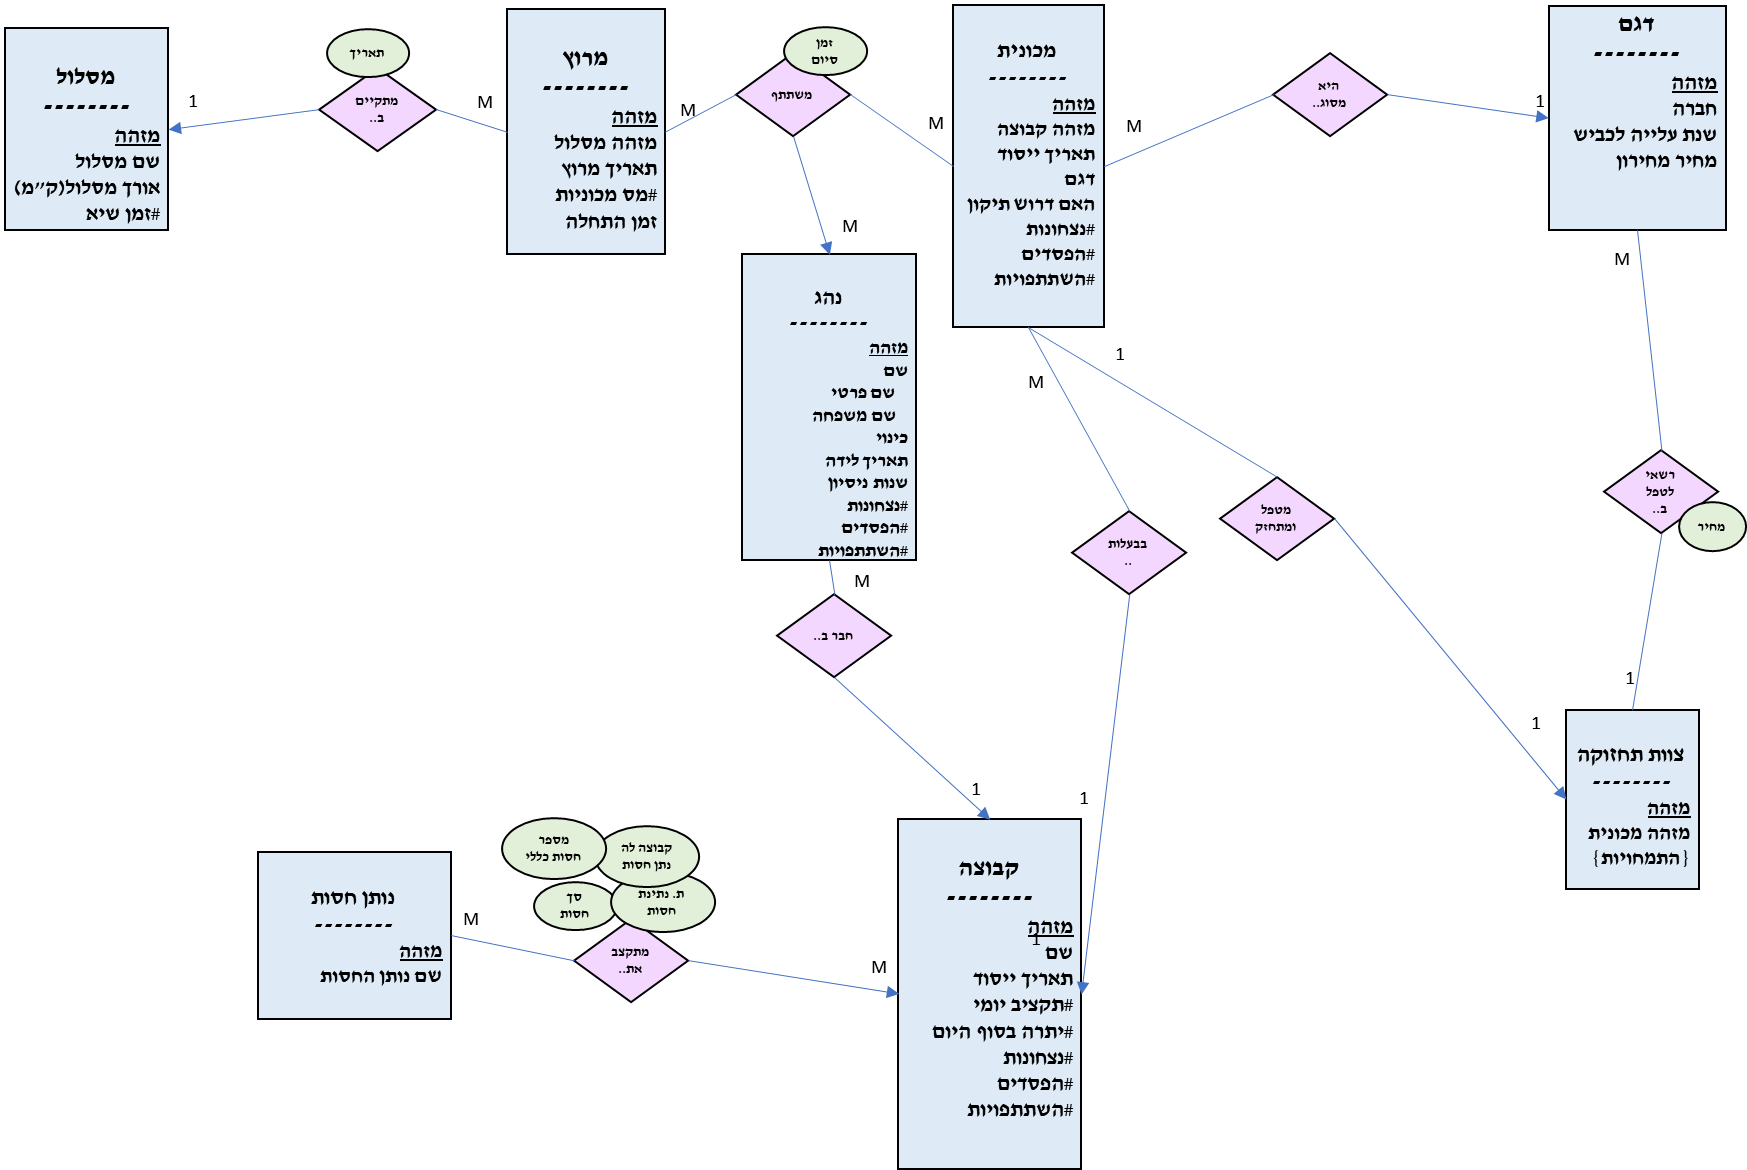 דגם
--------
מזהה
חברה
שנת עלייה לכביש
מחיר מחירון
1
היא
מסוג..
M
מכונית
--------
מזהה
מזהה קבוצה
תאריך ייסוד
דגם
האם דרוש תיקון
#נצחונות
#הפסדים
#השתתפויות
M
זמן
סיום
משתתף
M
M
מרוץ
--------
מזהה
מזהה מסלול
תאריך מרוץ
#מס מכוניות
זמן התחלה
M
תאריך
מתקיים
ב..
1
מסלול
--------
מזהה
שם מסלול
אורך מסלול(ק"מ)
#זמן שיא
נהג
--------
מזהה
שם
שם פרטי
שם משפחה
כינוי
תאריך לידה
שנות ניסיון
#נצחונות
#הפסדים
#השתתפויות
M
רשאי
לטפל
ב..
מחיר
1
1
מטפל
ומתחזק
1
M
בבעלות
..
1
M
חבר ב..
1
צוות תחזוקה
--------
מזהה
מזהה מכונית
{התמחויות}
קבוצה
--------
מזהה
1
שם
תאריך ייסוד
#תקציב יומי
#יתרה בסוף היום
#נצחונות
#הפסדים
#השתתפויות
M
קבוצה לה
נתן חסות
מספר
חסות כללי
ת. נתינת
חסות
סך
חסות
מתקצב
את..
M
נותן חסות
--------
מזהה
שם נותן החסות